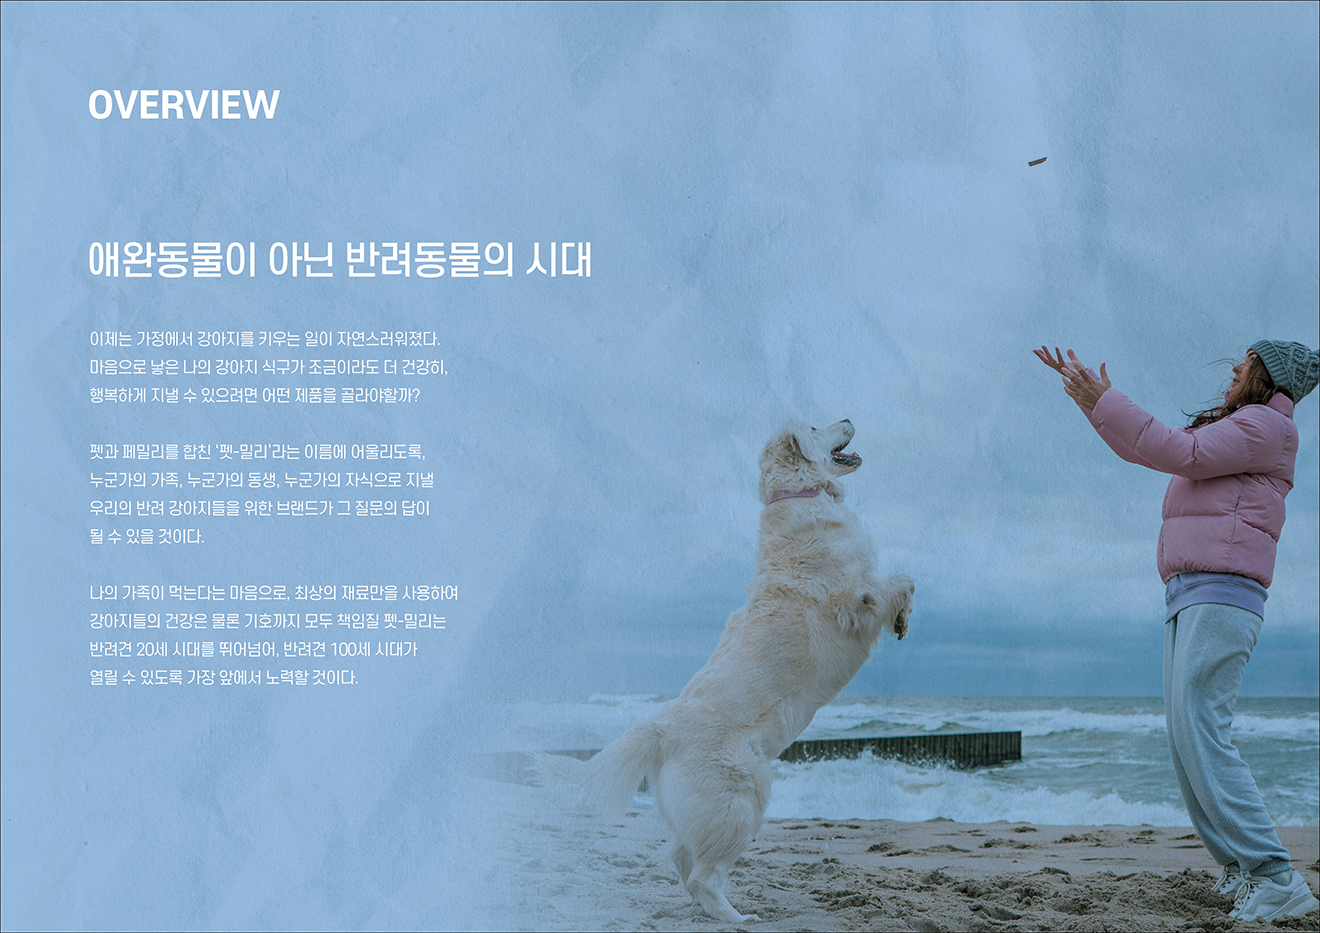 OVERVIEW
애완동물이 아닌 반려동물의 시대
이제는 가정에서 강아지를 키우는 일이 자연스러워졌다.
마음으로 낳은 나의 강아지 식구가 조금이라도 더 건강히,
행복하게 지낼 수 있으려면 어떤 제품을 골라야할까?
펫과 페밀리를 합친 ‘펫-밀리’라는 이름에 어울리도록,
누군가의 가족, 누군가의 동생, 누군가의 자식으로 지낼
우리의 반려 강아지들을 위한 브랜드가 그 질문의 답이
될 수 있을 것이다.
나의 가족이 먹는다는 마음으로, 최상의 재료만을 사용하여
강아지들의 건강은 물론 기호까지 모두 책임질 펫-밀리는
반려견 20세 시대를 뛰어넘어, 반려견 100세 시대가
열릴 수 있도록 가장 앞에서 노력할 것이다.